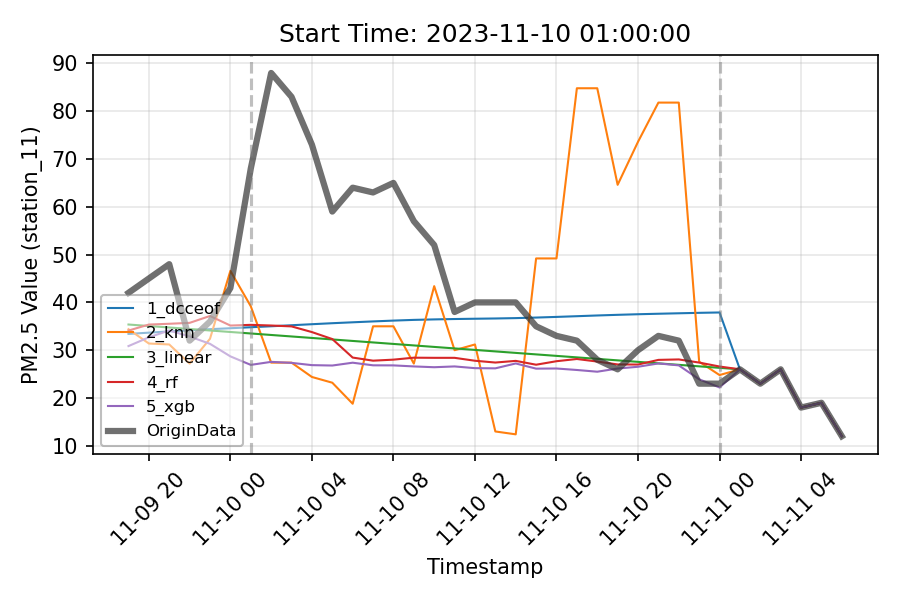 Start Time: 2023-11-10 01:00:00
PM2.5 Value (station_11)
90
80
70
60
50
40
30
20
10
1_dcceof
2_knn
3_linear
4_rf
5_xgb
OriginData
11-09 20
11-10 00
11-10 04
11-10 08
11-10 12
11-10 16
11-10 20
11-11 00
11-11 04
Timestamp